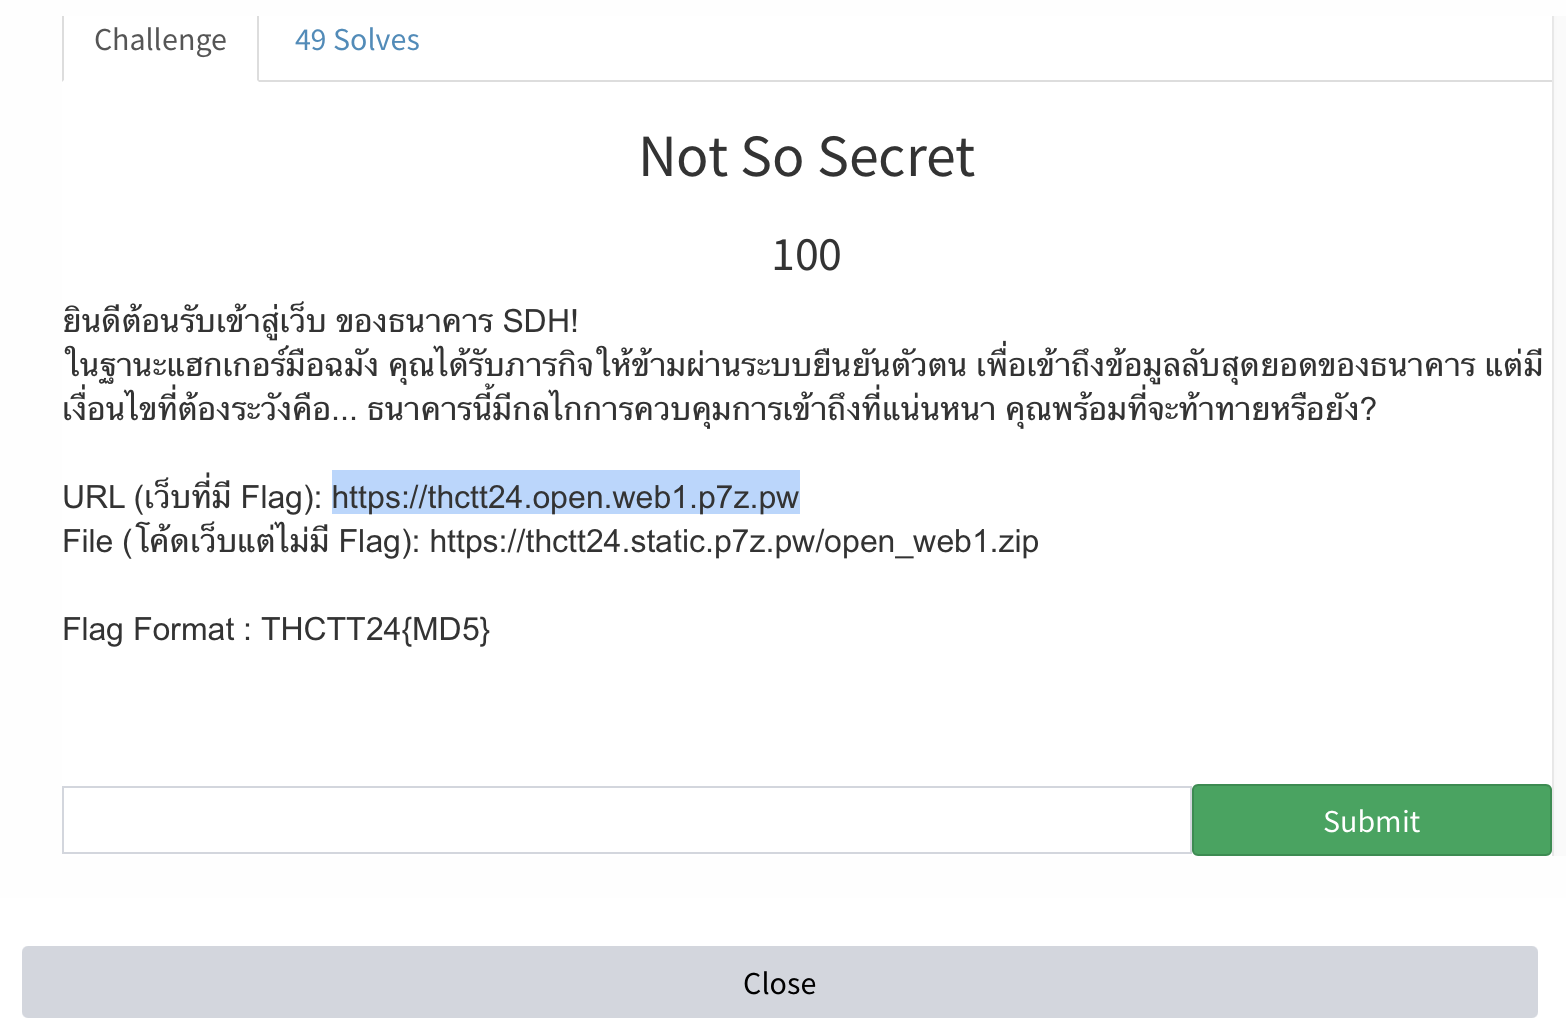 Challenge
49 Solves
Not So Secret
100
ยินดีต้อนรับเข้าสู่เว็บ ของธนาคาร SDH!
ในฐานะแฮกเกอร์มือฉมัง คุณได้รับภารกิจให้ข้ามผ่านระบบยืนยันตัวตน เพื่อเข้าถึงข้อมูลลับสุดยอดของธนาคาร แต่มี
เงื่อนไขที่ต้องระวังคือ... ธนาคารนี้มีกลไกการควบคุมการเข้าถึงที่แน่นหนา คุณพร้อมที่จะท้าทายหรือยัง?
URL (เว็บที่มี Flag): https://thctt24.open.web1.p7z.pw
File (โค้ดเว็บแต่ไม่มี Flag): https://thctt24.static.p7z.pw/open_web1.zip
Flag Format : THCTT24{MD5}
Submit
Close